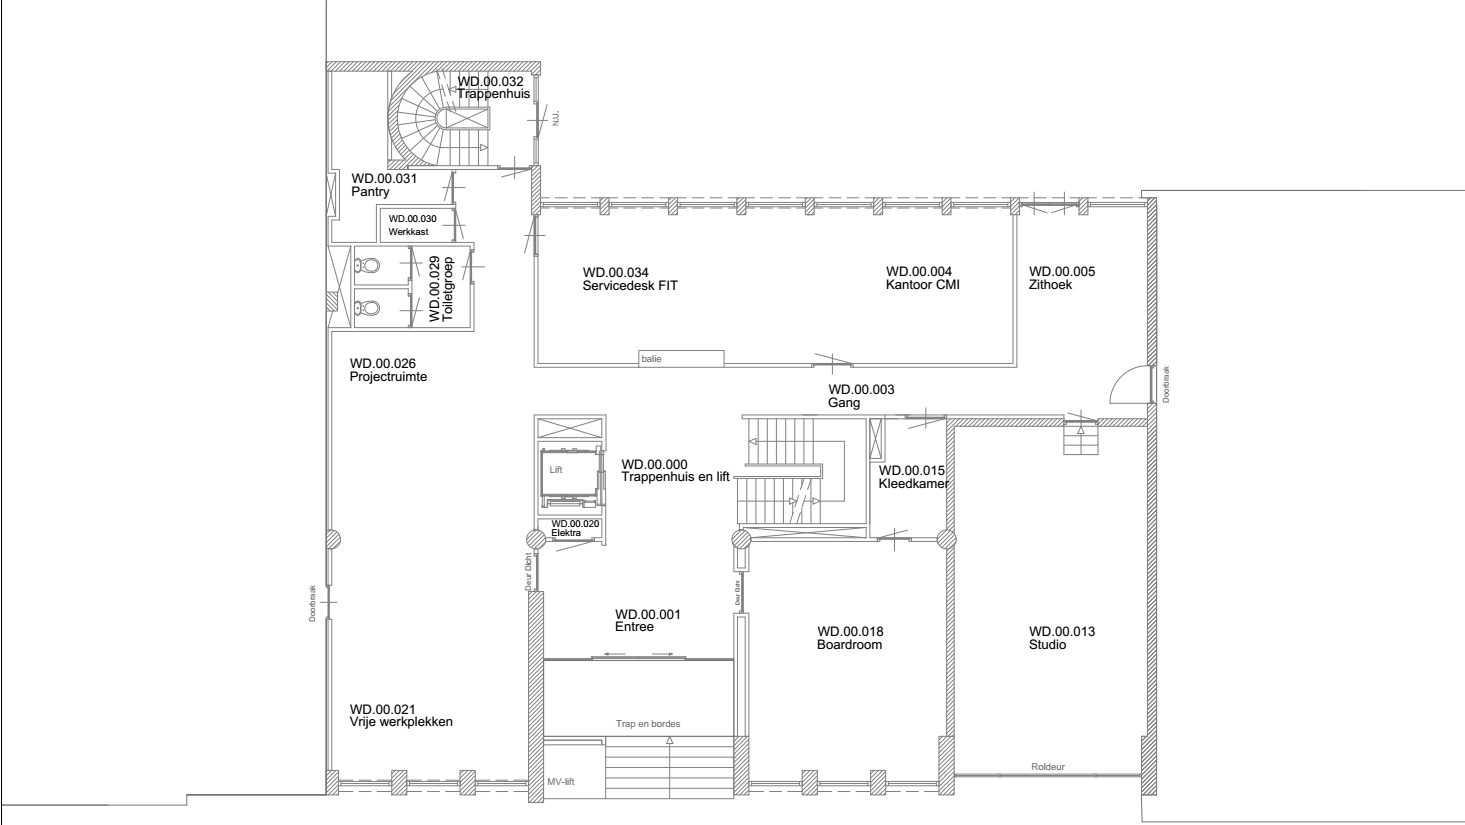 WD.00.032
Trappenhuis
N.U.
WD.00.031
Pantry
WD.00.030
Werkkast
WD.00.029
Toiletgroep
WD.00.034
Servicedesk FIT
WD.00.004
Kantoor CMI
WD.00.005
Zithoek
balie
WD.00.026
Projectruimte
WD.00.003
Gang
Doorbraak
Lift
WD.00.000
Trappenhuis en lift
WD.00.015
Kleedkamer
WD.00.020
Elektra
Deur Dicht
Deur Dicht
Doorbraak
WD.00.001
Entree
WD.00.018
Boardroom
WD.00.013
Studio
WD.00.021
Vrije werkplekken
Trap en bordes
MV-lift
Roldeur